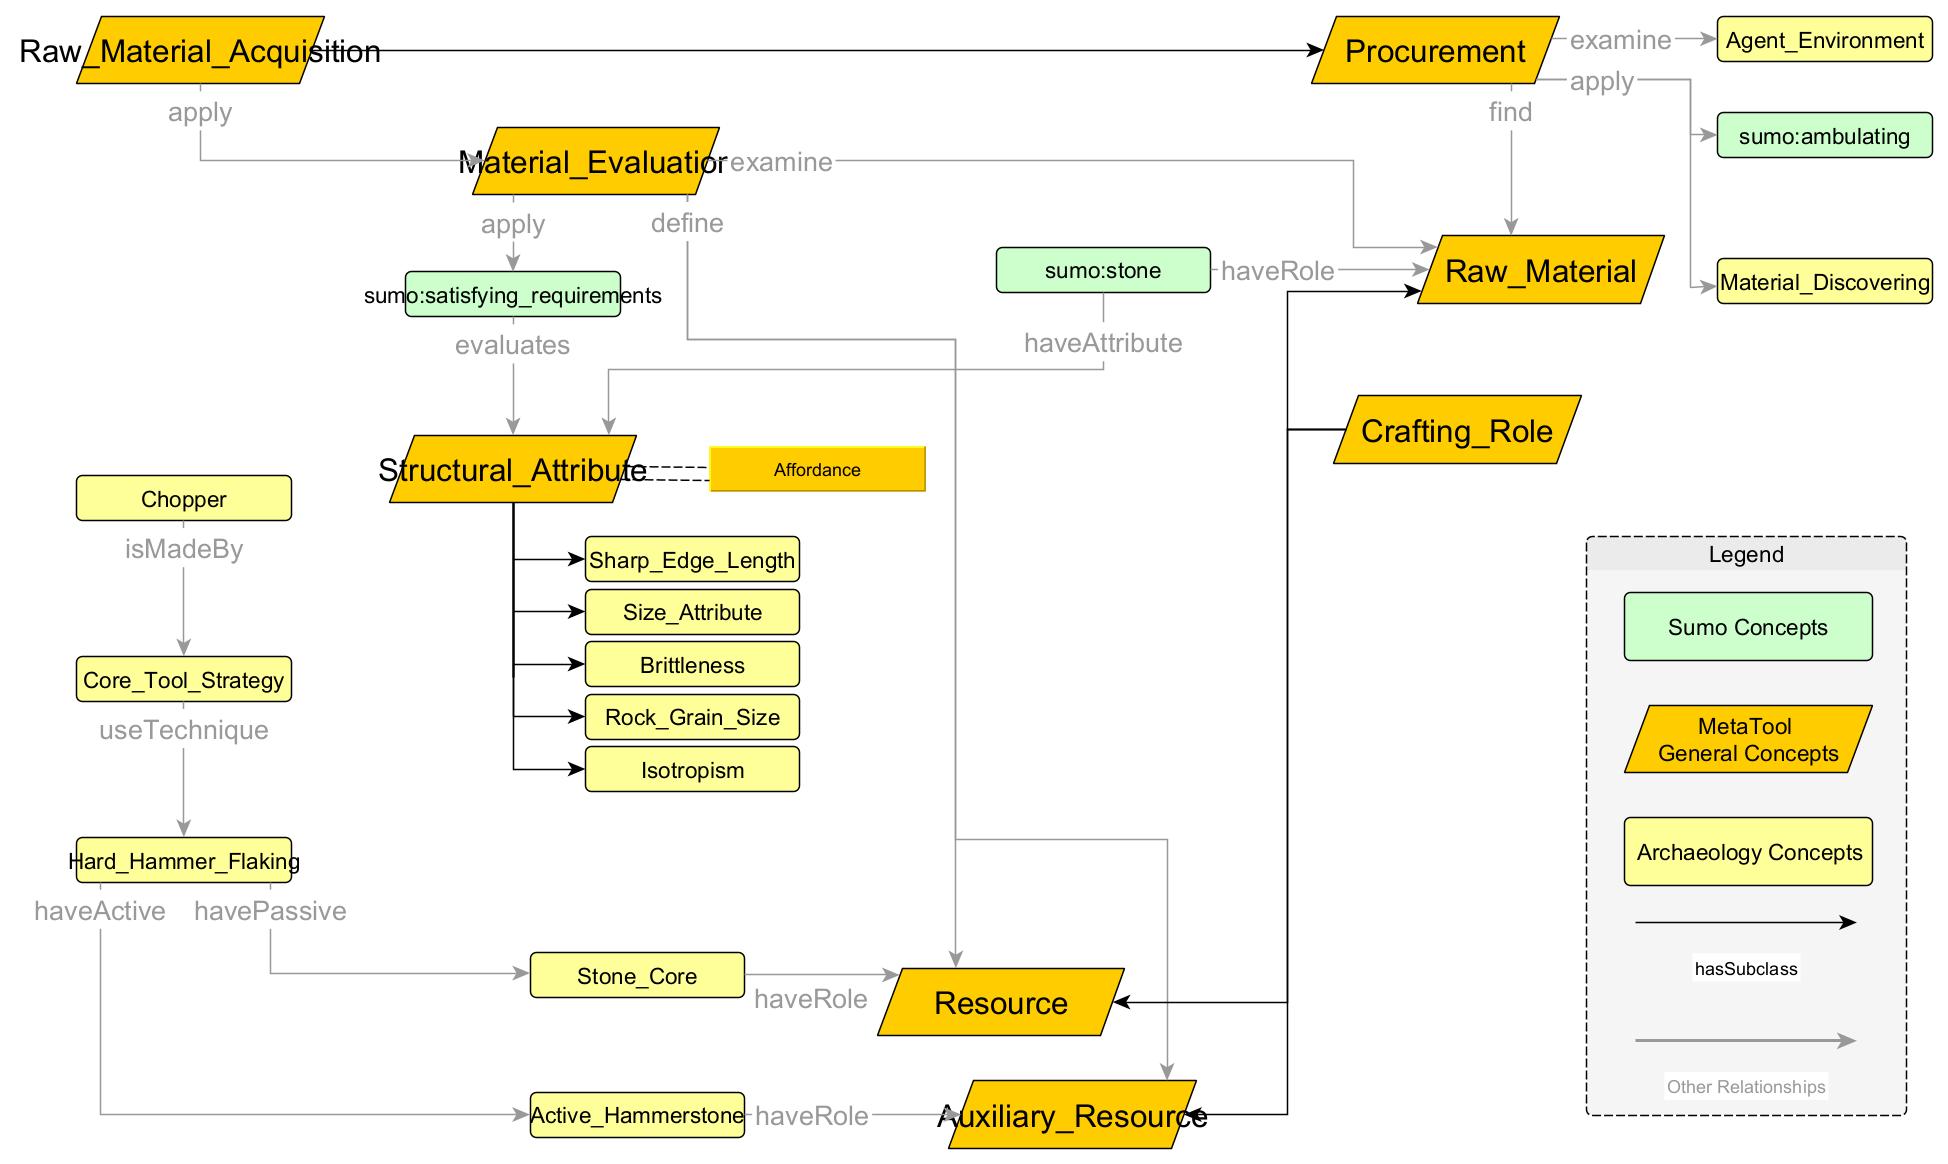 Raw_Material_Acquisition
Procurement
examine
Agent_Environment
apply
apply
find
sumo:ambulating
Material_Evaluation
examine
apply
define
sumo:stone
haveRole
Raw_Material
Material_Discovering
sumo:satisfying_requirements
evaluates
haveAttribute
Crafting_Role
Structural_Attribute
Affordance
Chopper
isMadeBy
Sharp_Edge_Length
Size_Attribute
Brittleness
Core_Tool_Strategy
useTechnique
Rock_Grain_Size
Isotropism
Hard_Hammer_Flaking
haveActive
havePassive
Stone_Core
haveRole
Resource
Active_Hammerstone
haveRole
Auxiliary_Resource
Legend
Sumo Concepts
MetaTool
General Concepts
Archaeology Concepts
hasSubclass
Other Relationships